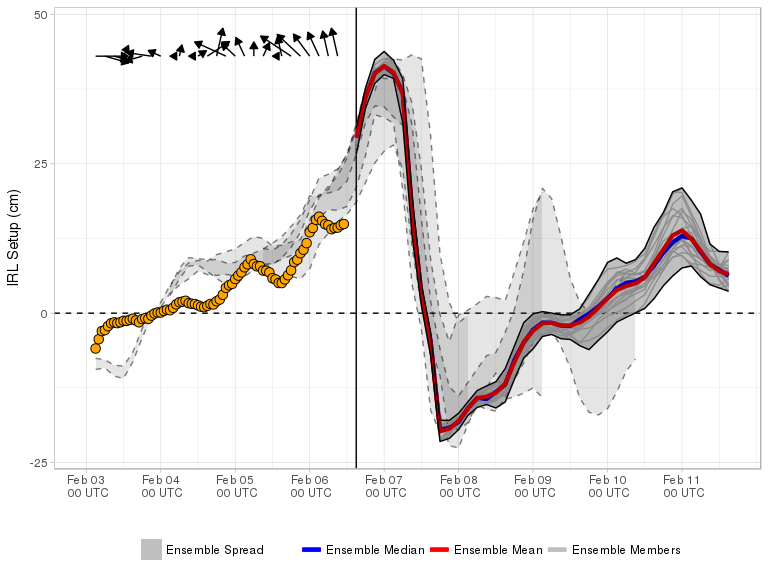 50
25
0
-25
IRL Setup (cm)
Feb 03 Feb 04 Feb 05 Feb 06 Feb 07 Feb 08 Feb 09 Feb 10 Feb 11
00 UTC 00 UTC 00 UTC 00 UTC 00 UTC 00 UTC 00 UTC 00 UTC 00 UTC
Ensemble Spread Ensemble Median Ensemble Mean Ensemble Members